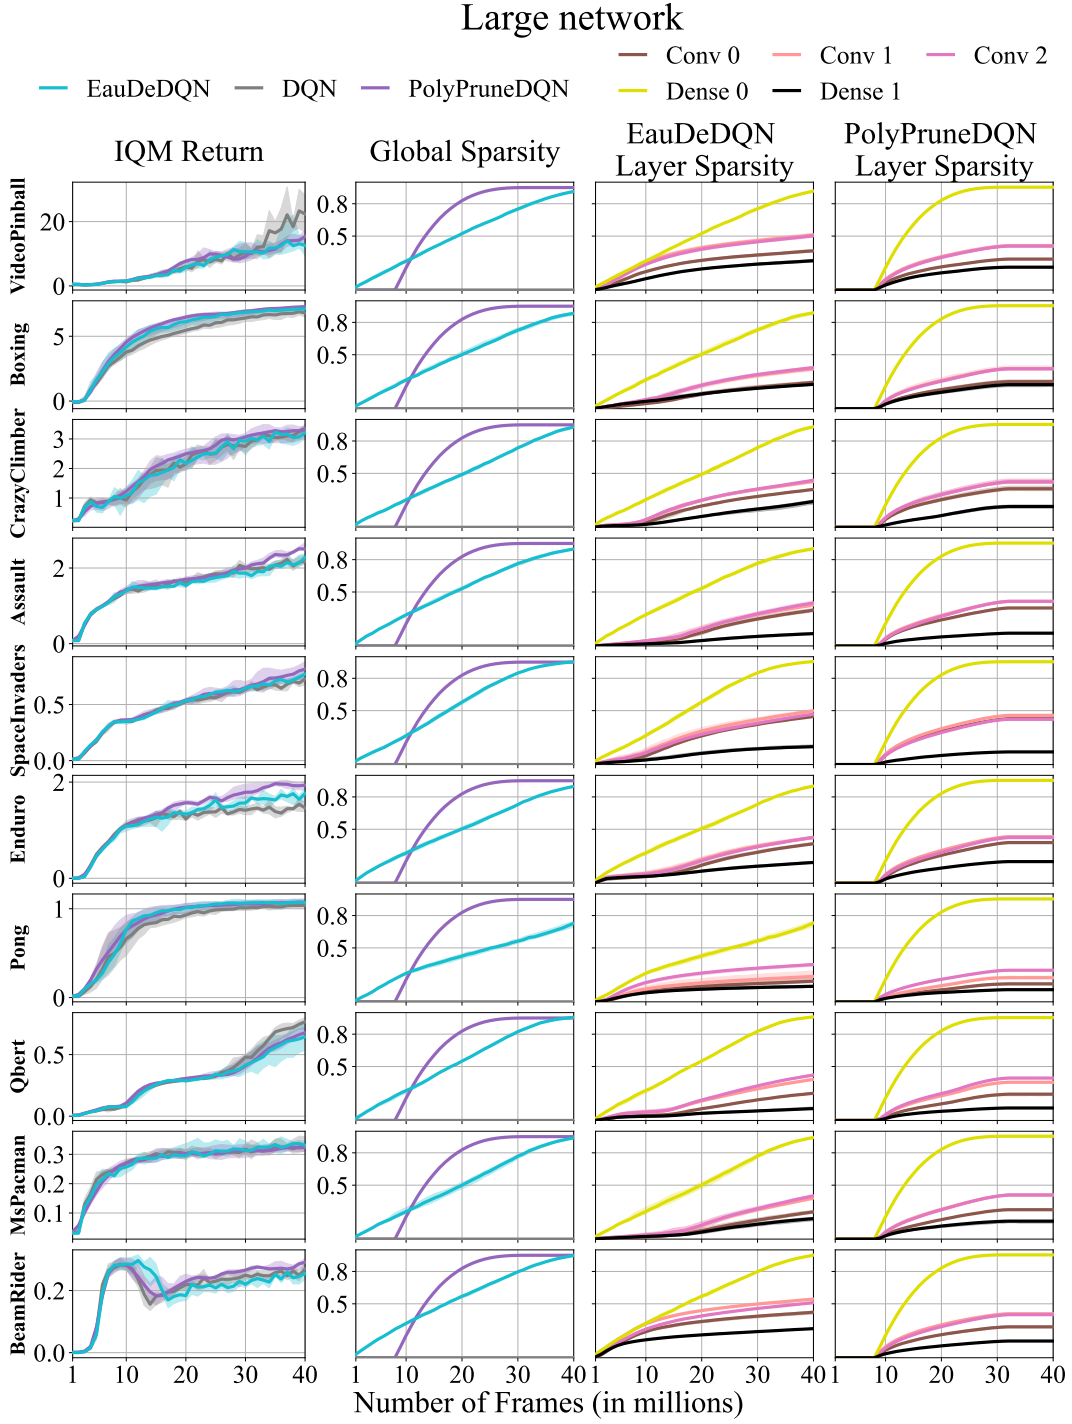 Large network
EauDeDQN DQN PolyPruneDQN
Conv 0 Conv 1 Conv 2
Dense 0 Dense 1
IQM Return
Global Sparsity
EauDeDQN
Layer Sparsity
PolyPruneDQN
Layer Sparsity
VideoPinball
20
0
0.8
0.5
Boxing
5
0
0.8
0.5
CrazyClimber
3
2
1
0.8
0.5
Assault
2
0
0.8
0.5
SpaceInvaders
0.5
0.0
0.8
0.5
Enduro
2
0
0.8
0.5
Pong
1
0
0.8
0.5
Qbert
0.5
0.0
0.8
0.5
MsPacman
0.3
0.2
0.1
0.8
0.5
BeamRider
0.2
0.0
0.8
0.5
1 10 20 30 40
1 10 20 30 40
1 10 20 30 40
1 10 20 30 40
Number of Frames (in millions)